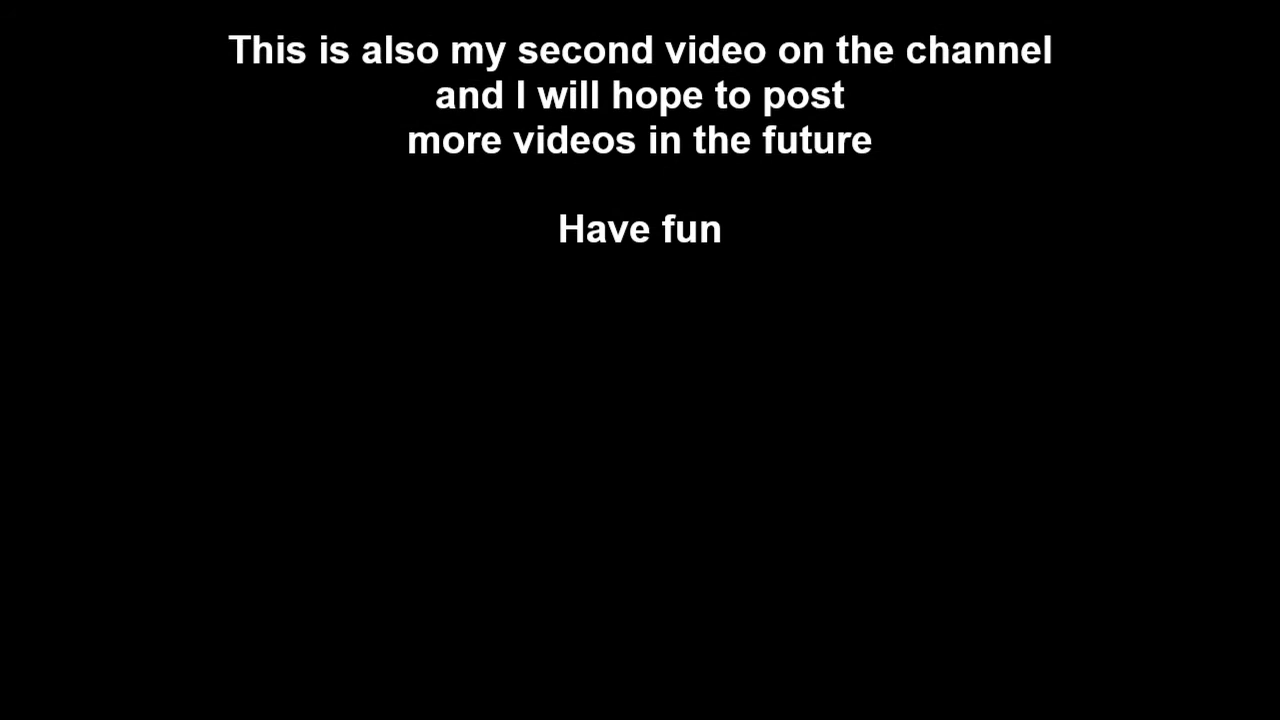 This is also my second video on the channel
and I will hope to post
more videos in the future
Have fun